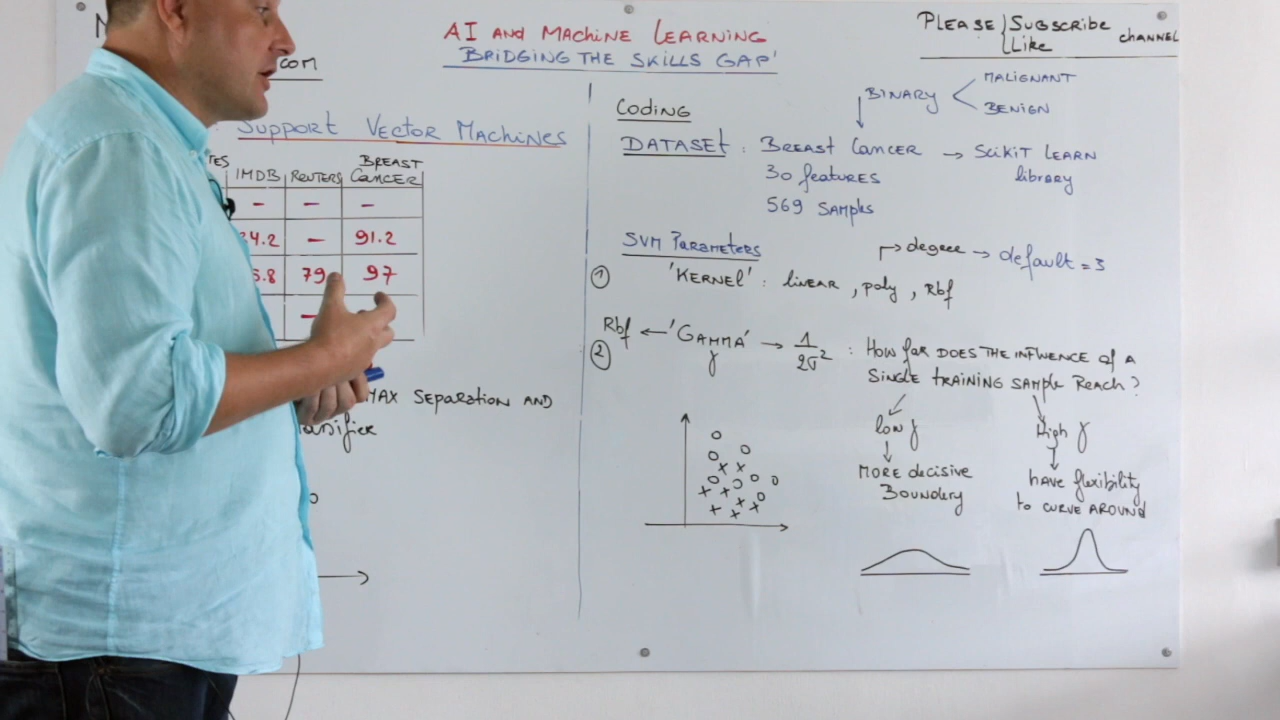 AI AND MACHINE LEARNING
'BRIDGING THE SKILLS GAP'
PLEASE Subscribe
Like
CHANNEL
com
SUPPORT VECTOR MACHINES
TES IMDB REUTERS BREAST CANCER
- - -
4.2 - 91.2
5.8 79 97
-
MAX SEPARATION AND
assifier
CODING
BINARY
MALIGNANT
BENIGN
DATASET : BREAST CANCER → SCIKIT LEARN
library
30 features
569 SAMPLES
SVM PARAMETERS
degree → default = 3
1 'KERNEL' : LINEAR , poly , Rbf
Rbf ← 'GAMMA' → 1/2σ² : HOW far DOES THE INFLUENCE of A
2 γ SINGLE TRAINING SAMPLE REACH ?
low γ
High γ
MORE decisive
BOUNDERY
have flexibility
to CURVE AROUND